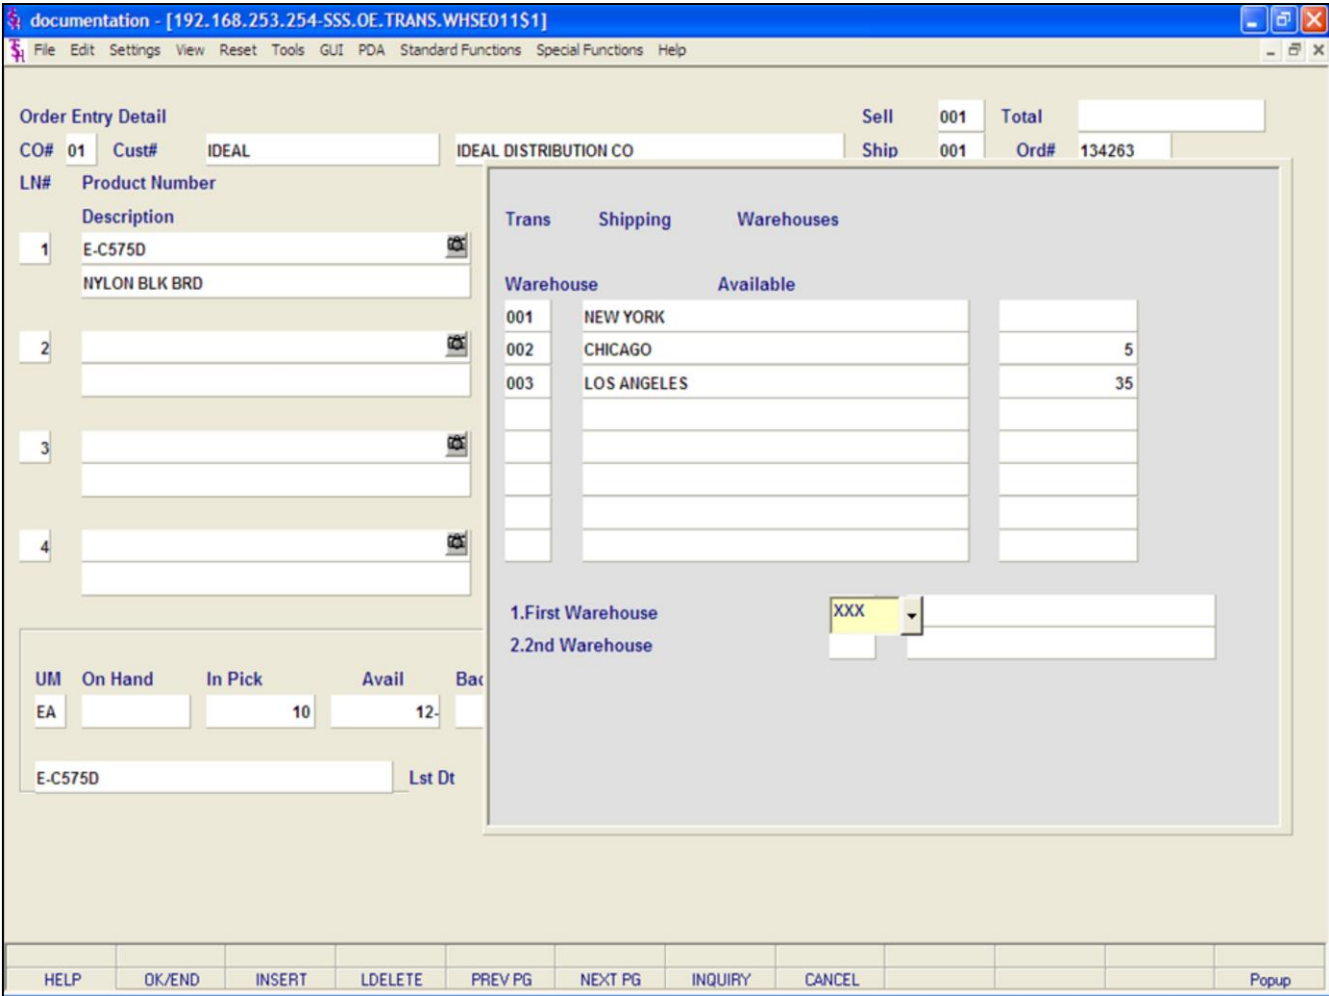 documentation - [192.168.253.254-SSS.OE.TRANS.WHSE011$1]
File Edit Settings View Reset Tools GUI PDA Standard Functions Special Functions Help
Order Entry Detail Sell 001 Total
CO# 01 Cust# IDEAL IDEAL DISTRIBUTION CO Ship 001 Ord# 134263
LN# Product Number
Description
1 E-C575D
NYLON BLK BRD
2
3
4
Trans Shipping Warehouses
Warehouse Available
001 NEW YORK
002 CHICAGO 5
003 LOS ANGELES 35
1.First Warehouse XXX
2.2nd Warehouse
UM On Hand In Pick Avail Bac
EA 10 12-
E-C575D Lst Dt
HELP OK/END INSERT LDELETE PREV PG NEXT PG INQUIRY CANCEL Popup